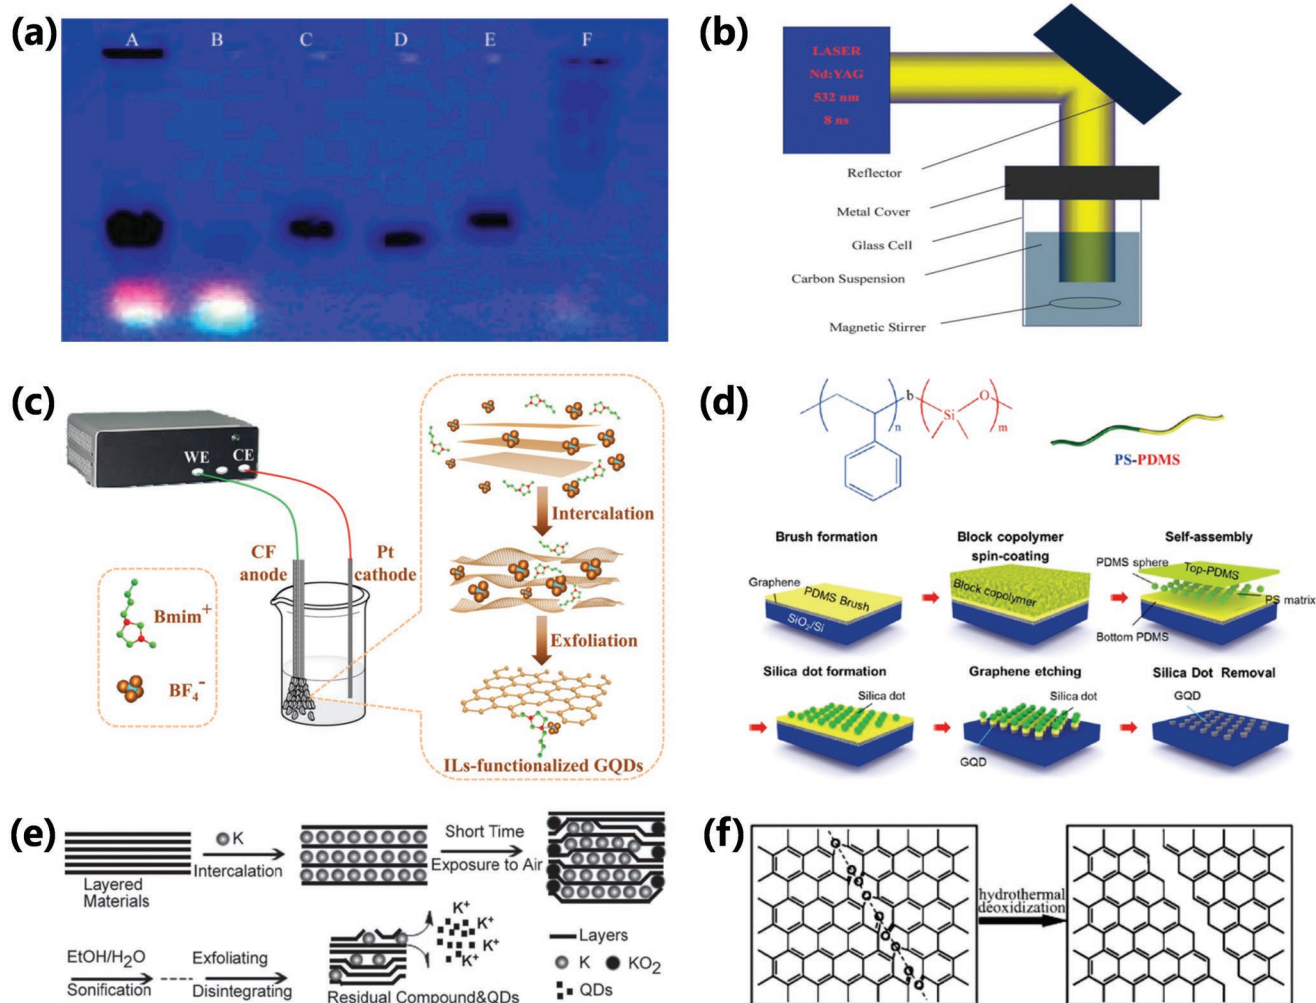 (a)
A B C D E F
(b)
LASER
Nd:YAG
532 nm
8 ns
Reflector
Metal Cover
Glass Cell
Carbon Suspension
Magnetic Stirrer
(c)
WE
CE
CF
anode
Pt
cathode
Bmim+
BF4-
Intercalation
Exfoliation
ILs-functionalized GQDs
(d)
n
b
Si
O
m
PS-PDMS
Brush formation
Graphene
PDMS Brush
SiO2/Si
Block copolymer
spin-coating
Block copolymer
Self-assembly
PDMS sphere
Top-PDMS
PS matrix
Bottom PDMS
Silica dot formation
Silica dot
Graphene etching
Silica dot
GQD
Silica Dot Removal
GQD
(e)
Layered
Materials
K
Intercalation
Short Time
Exposure to Air
EtOH/H2O
Sonification
Exfoliating
Disintegrating
K+
K+
K+
K+
Residual Compound&QDs
Layers
K
KO2
QDs
(f)
hydrothermal
deoxidization